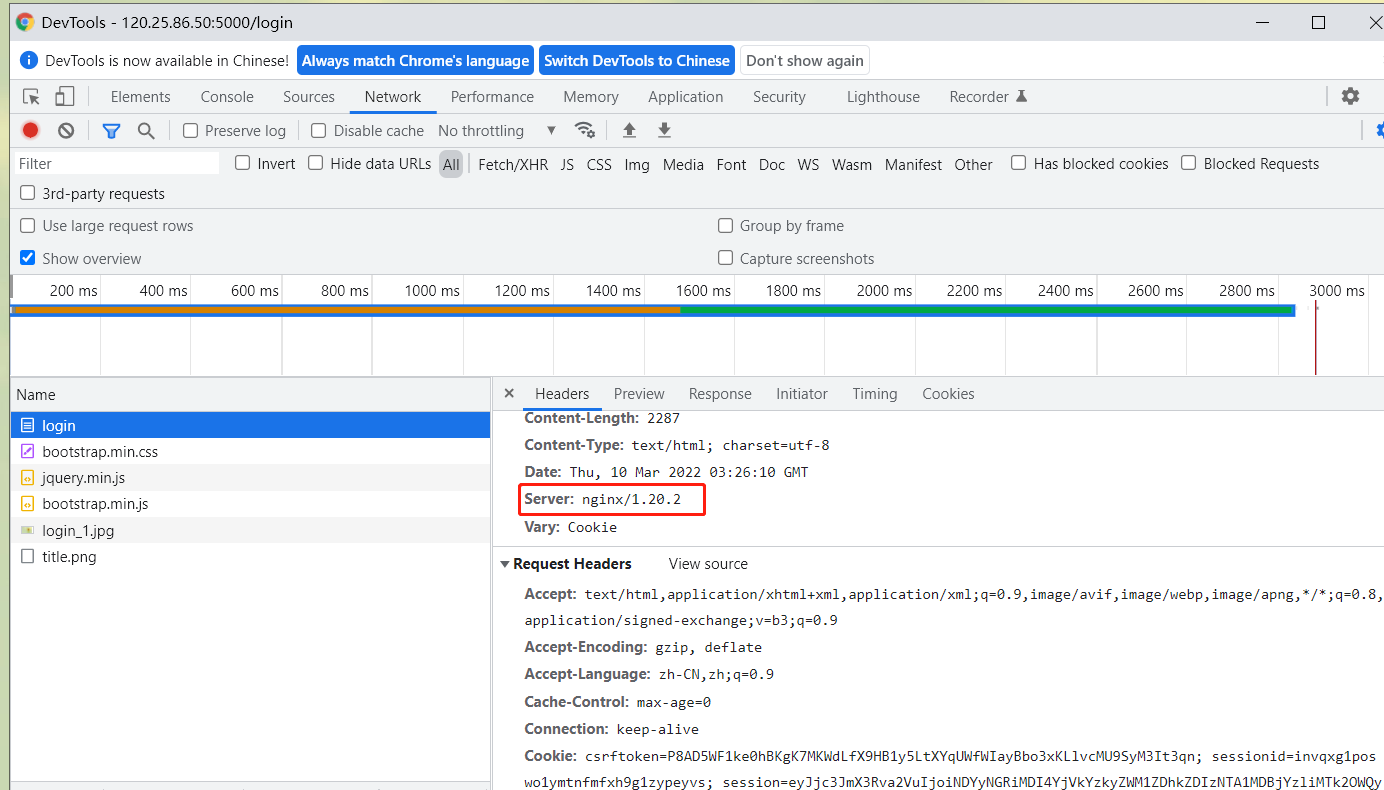 DevTools - 120.25.86.50:5000/login
DevTools is now available in Chinese! Always match Chrome's language Switch DevTools to Chinese Don't show again
Elements Console Sources Network Performance Memory Application Security Lighthouse Recorder
Preserve log Disable cache No throttling
Filter Invert Hide data URLs All Fetch/XHR JS CSS Img Media Font Doc WS Wasm Manifest Other Has blocked cookies Blocked Requests
3rd-party requests
Use large request rows Group by frame
Show overview Capture screenshots
200 ms 400 ms 600 ms 800 ms 1000 ms 1200 ms 1400 ms 1600 ms 1800 ms 2000 ms 2200 ms 2400 ms 2600 ms 2800 ms 3000 ms
Name
login
bootstrap.min.css
jquery.min.js
bootstrap.min.js
login_1.jpg
title.png
Headers Preview Response Initiator Timing Cookies
Content-Length: 2287
Content-Type: text/html; charset=utf-8
Date: Thu, 10 Mar 2022 03:26:10 GMT
Server: nginx/1.20.2
Vary: Cookie
Request Headers View source
Accept: text/html,application/xhtml+xml,application/xml;q=0.9,image/avif,image/webp,image/apng,*/*;q=0.8,
application/signed-exchange;v=b3;q=0.9
Accept-Encoding: gzip, deflate
Accept-Language: zh-CN,zh;q=0.9
Cache-Control: max-age=0
Connection: keep-alive
Cookie: csrftoken=P8AD5WF1ke0hBKgK7MKWdLfX9HB1y5LtXYqUWfWIayBbo3xKLlvcMU9SyM3It3qn; sessionid=invqxg1pos
wo1ymtnfmfxh9g1zypeyvs; session=eyJjc3JmX3Rva2VuIjoiNDYyNGRiMDI4YjVkYzkyZWM1ZDhkZDIzNTA1MDBjYzliMTk2OWQy